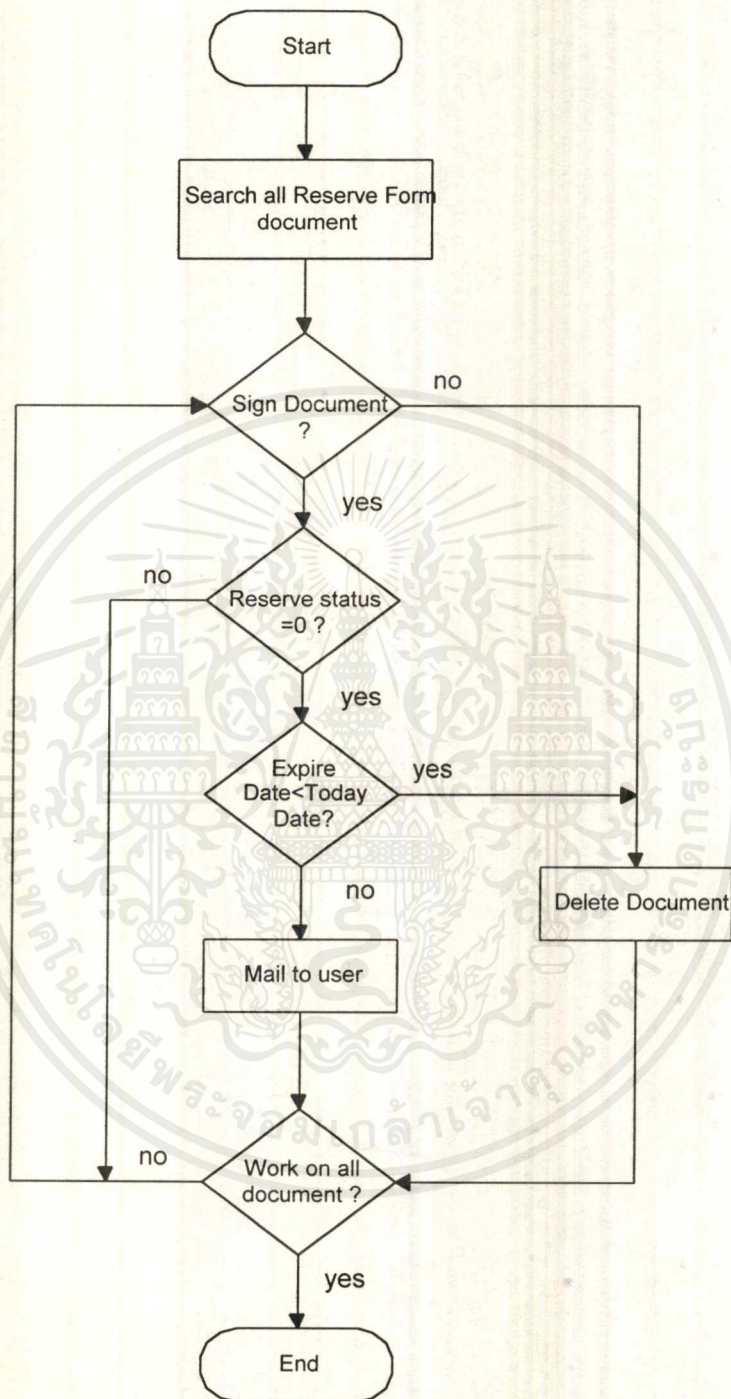 Start
Search all Reserve Form
document
Sign Document
?
no
yes
Reserve status
=0 ?
no
yes
Expire
Date<Today
Date?
yes
no
Delete Document
Mail to user
Work on all
document ?
no
yes
End